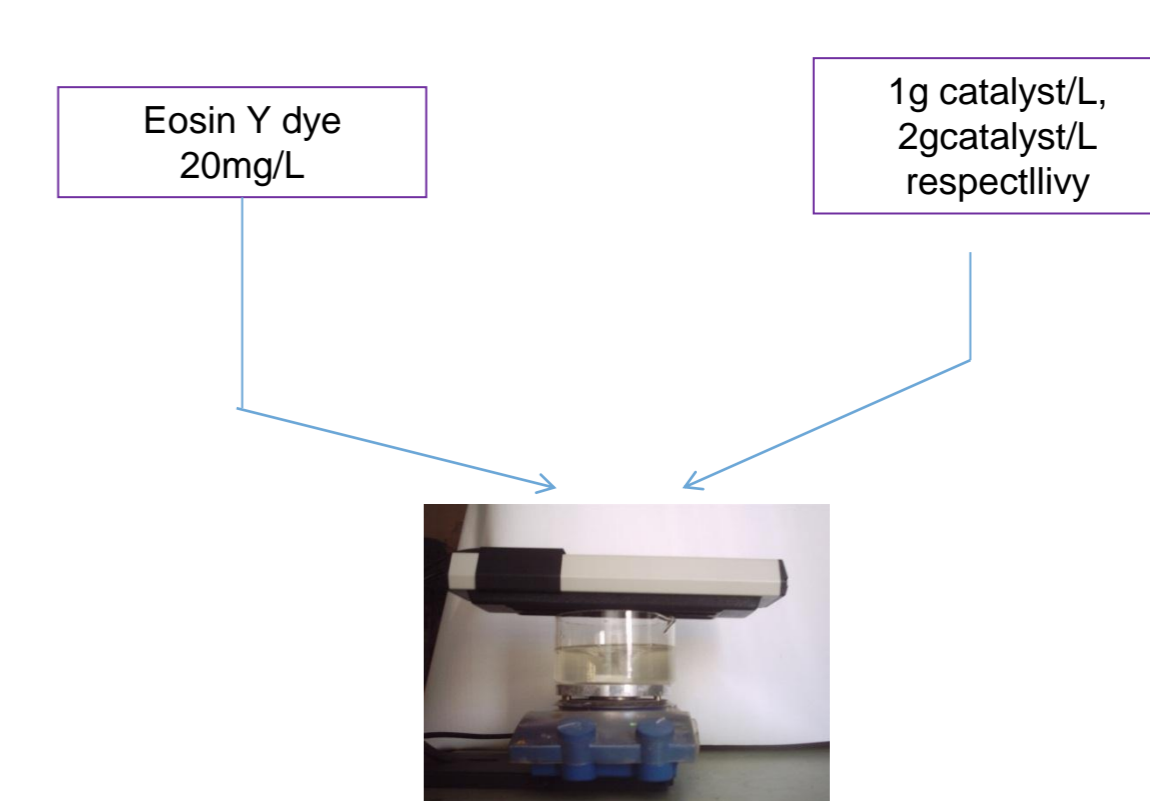 Eosin Y dye
20mg/L
1g catalyst/L,
2gcatalyst/L
respectllivy